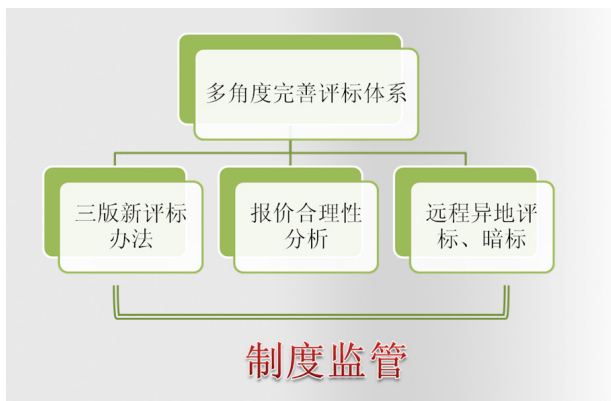 多角度完善评标体系
三版新评标
办法
报价合理性
分析
远程异地评
标、暗标
制度监管